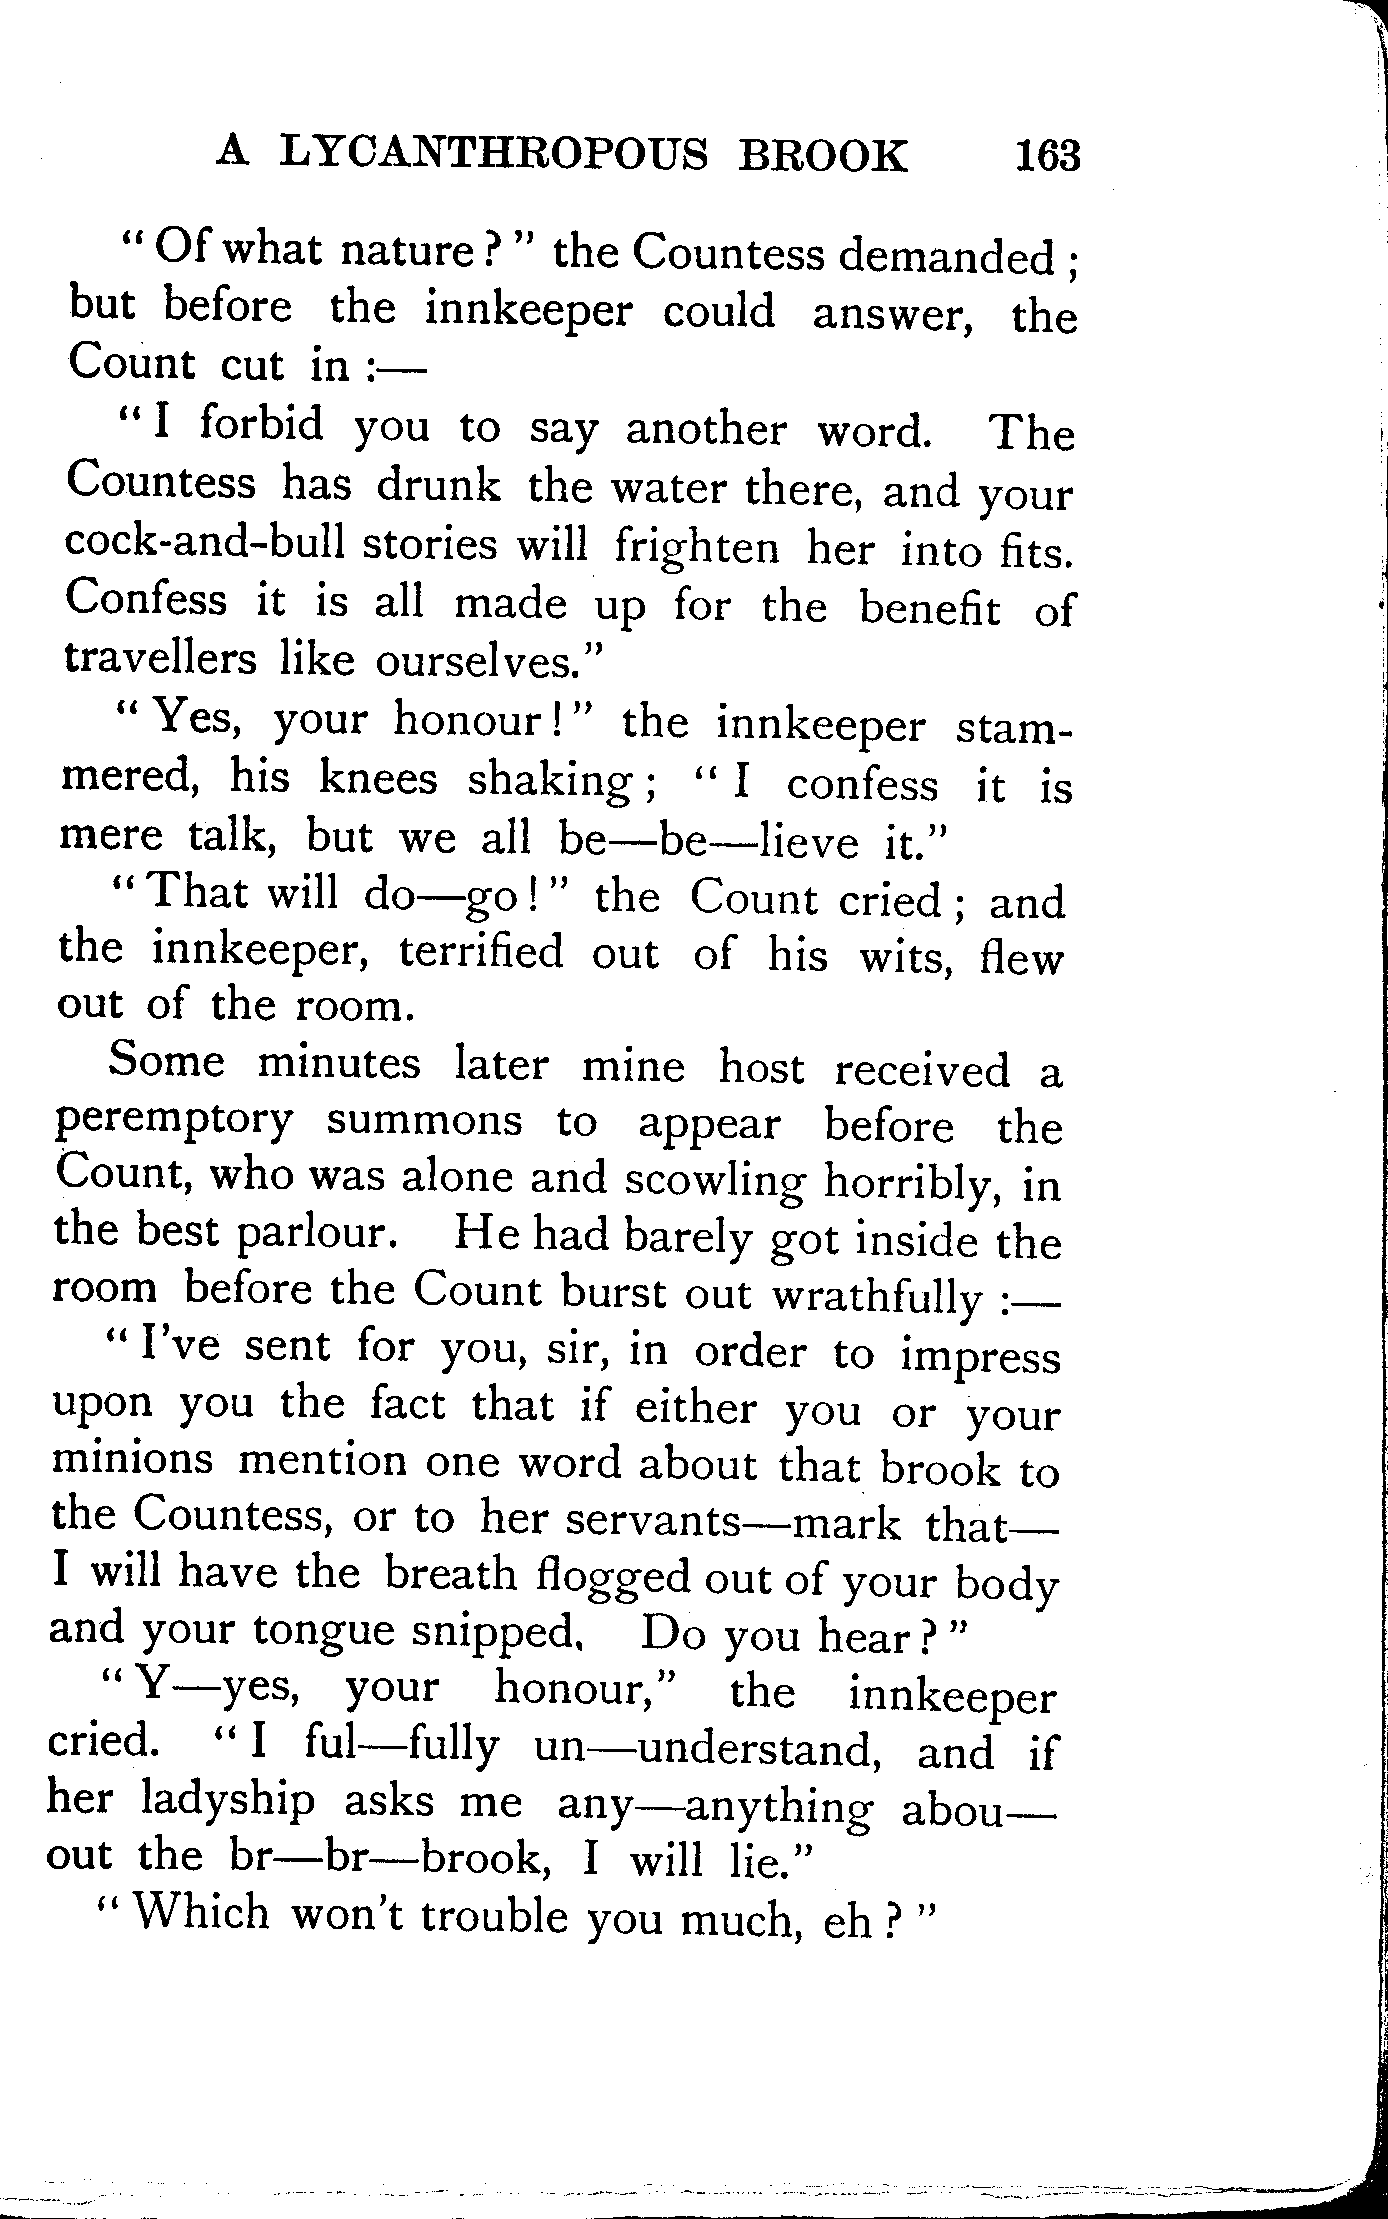 A LYCANTHROPOUS BROOK 163
“Of what nature?” the Countess demanded;
but before the innkeeper could answer, the
Count cut in:—
“I forbid you to say another word. The
Countess has drunk the water there, and your
cock-and-bull stories will frighten her into fits.
Confess it is all made up for the benefit of
travellers like ourselves.”
“Yes, your honour!” the innkeeper stam-
mered, his knees shaking; “I confess it is
mere talk, but we all be—be—lieve it.”
“That will do—go!” the Count cried; and
the innkeeper, terrified out of his wits, flew
out of the room.
Some minutes later mine host received a
peremptory summons to appear before the
Count, who was alone and scowling horribly, in
the best parlour. He had barely got inside the
room before the Count burst out wrathfully:—
“I've sent for you, sir, in order to impress
upon you the fact that if either you or your
minions mention one word about that brook to
the Countess, or to her servants—mark that—
I will have the breath flogged out of your body
and your tongue snipped. Do you hear?”
“Y—yes, your honour,” the innkeeper
cried. “I ful—fully un—understand, and if
her ladyship asks me any—anything abou—
out the br—br—brook, I will lie.”
“Which won't trouble you much, eh?”